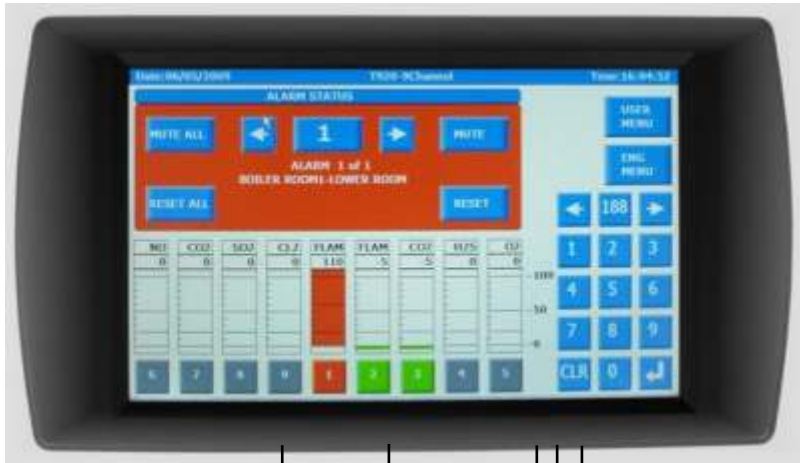 Date:06/05/2009 T920-9Channel Time:16:04:52
ALARM STATUS
USER MENU
MUTE ALL 1 MUTE
ENG MENU
ALARM 1 of 1
BOILER ROOM1-LOWER ROOM
RESET ALL RESET
188
NO CO2 SO2 CL2 FLAM FLAM CO2 H2S O2
0 0 0 0 110 5 5 0 0
1 2 3
100
4 5 6
50
7 8 9
0
6 7 8 9 1 2 3 4 5
CLR 0